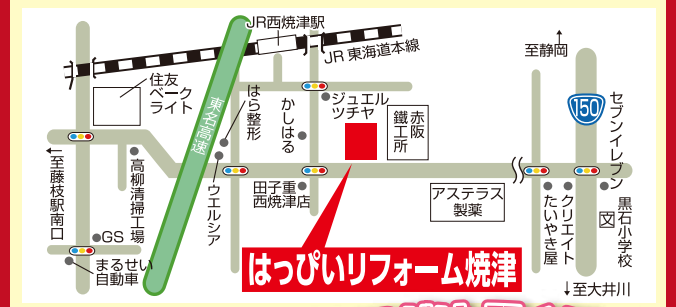 JR西焼津駅
JR東海道本線
至静岡
住友
ベーク
ライト
東名高速
はら整形
かしはる
ジュエル
ツチヤ
赤阪
鐵工所
150
セブンイレブン
至藤枝駅南口
高柳清掃工場
ウエルシア
田子重
西焼津店
アステラス
製薬
たいやき屋
クリエイト
黒石小学校
文
GS
まるせい
自動車
はっぴいリフォーム焼津
至大井川